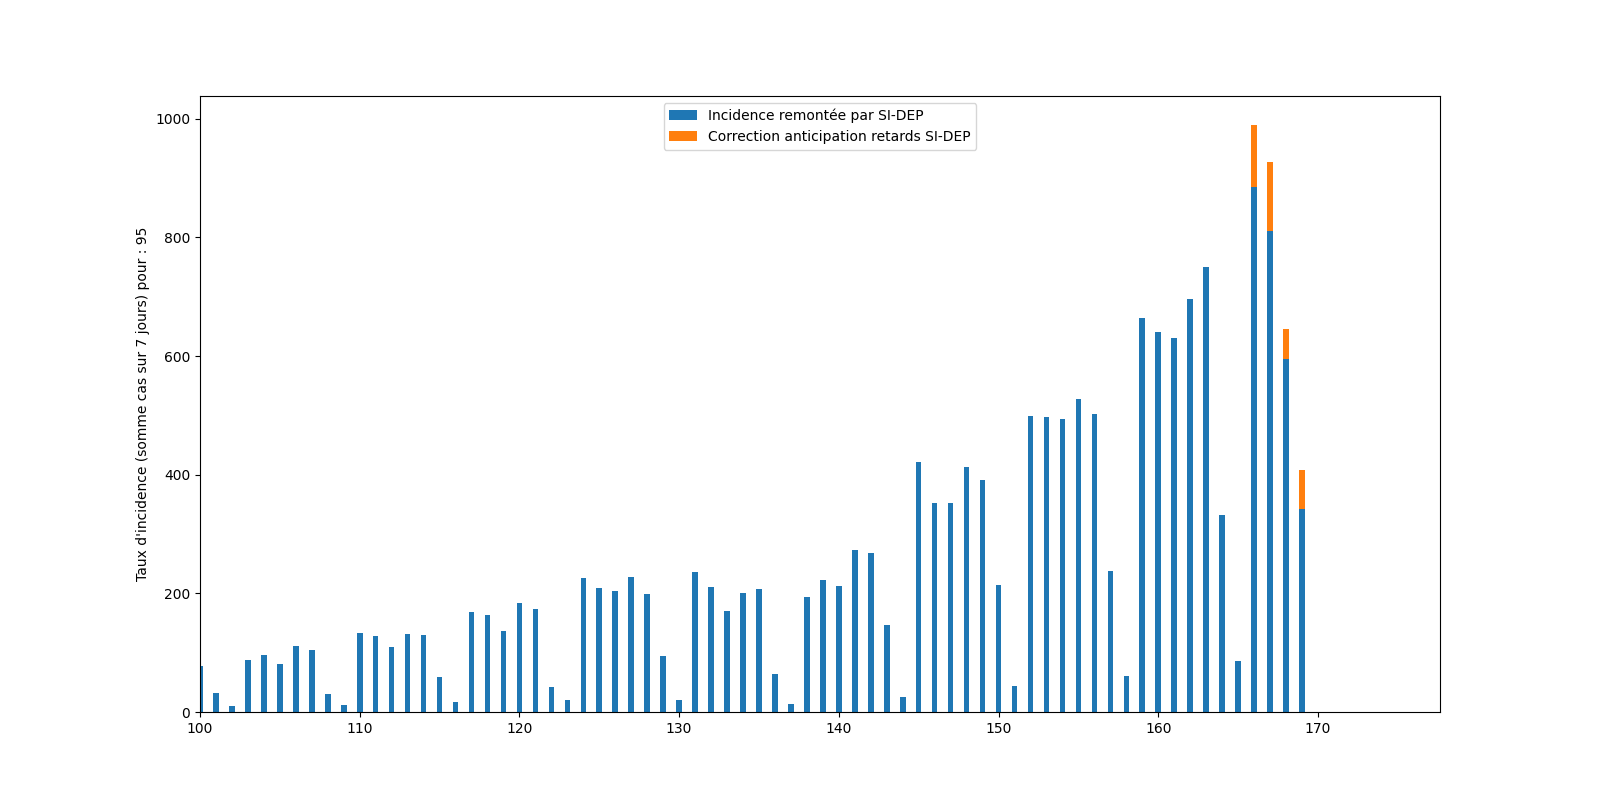 Incidence remontée par SI-DEP
Correction anticipation retards SI-DEP
Taux d'incidence (somme cas sur 7 jours) pour : 95
1000
800
600
400
200
0
100 110 120 130 140 150 160 170